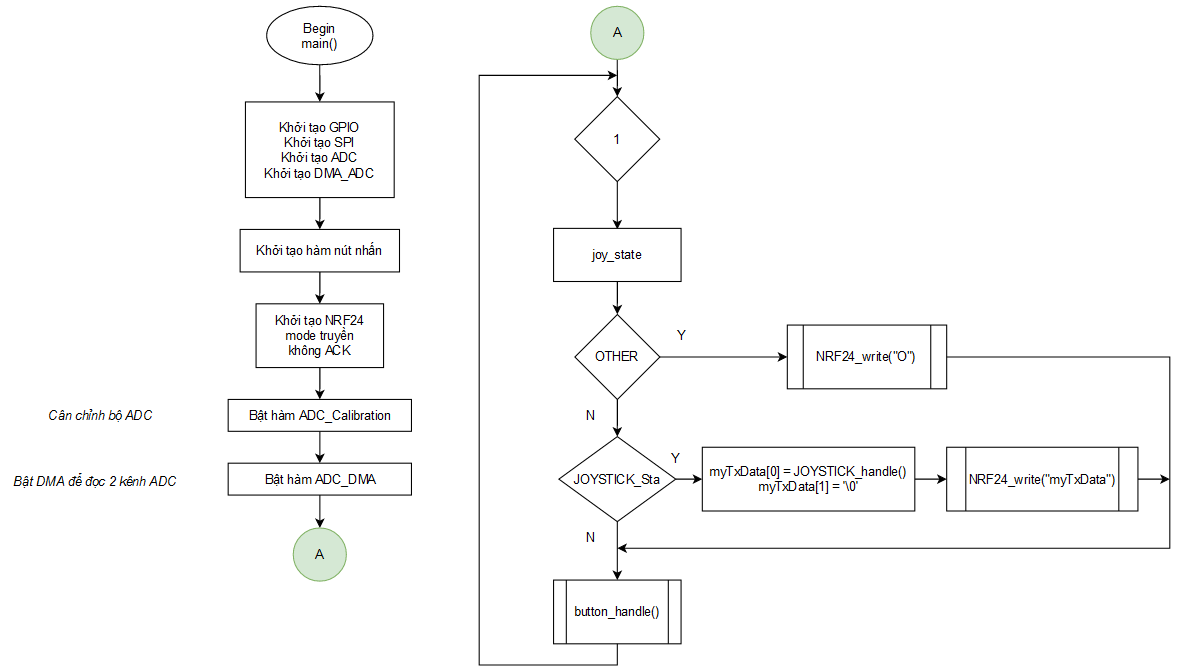 Begin
main()
Khởi tạo GPIO
Khởi tạo SPI
Khởi tạo ADC
Khởi tạo DMA_ADC
Khởi tạo hàm nút nhấn
Khởi tạo NRF24
mode truyền
không ACK
Cân chỉnh bộ ADC
Bật hàm ADC_Calibration
Bật DMA để đọc 2 kênh ADC
Bật hàm ADC_DMA
A
A
1
joy_state
OTHER
Y
NRF24_write("O")
N
JOYSTICK_Sta
Y
myTxData[0] = JOYSTICK_handle()
myTxData[1] = '\0'
NRF24_write("myTxData")
N
button_handle()